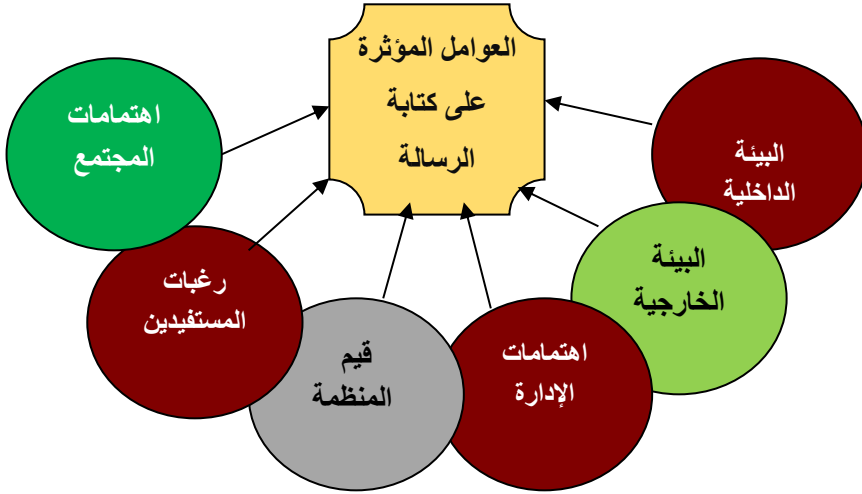 العوامل المؤثرة
على كتابة
الرسالة
البيئة
الداخلية
البيئة
الخارجية
اهتمامات
الإدارة
قيم
المنظمة
رغبات
المستفيدين
اهتمامات
المجتمع